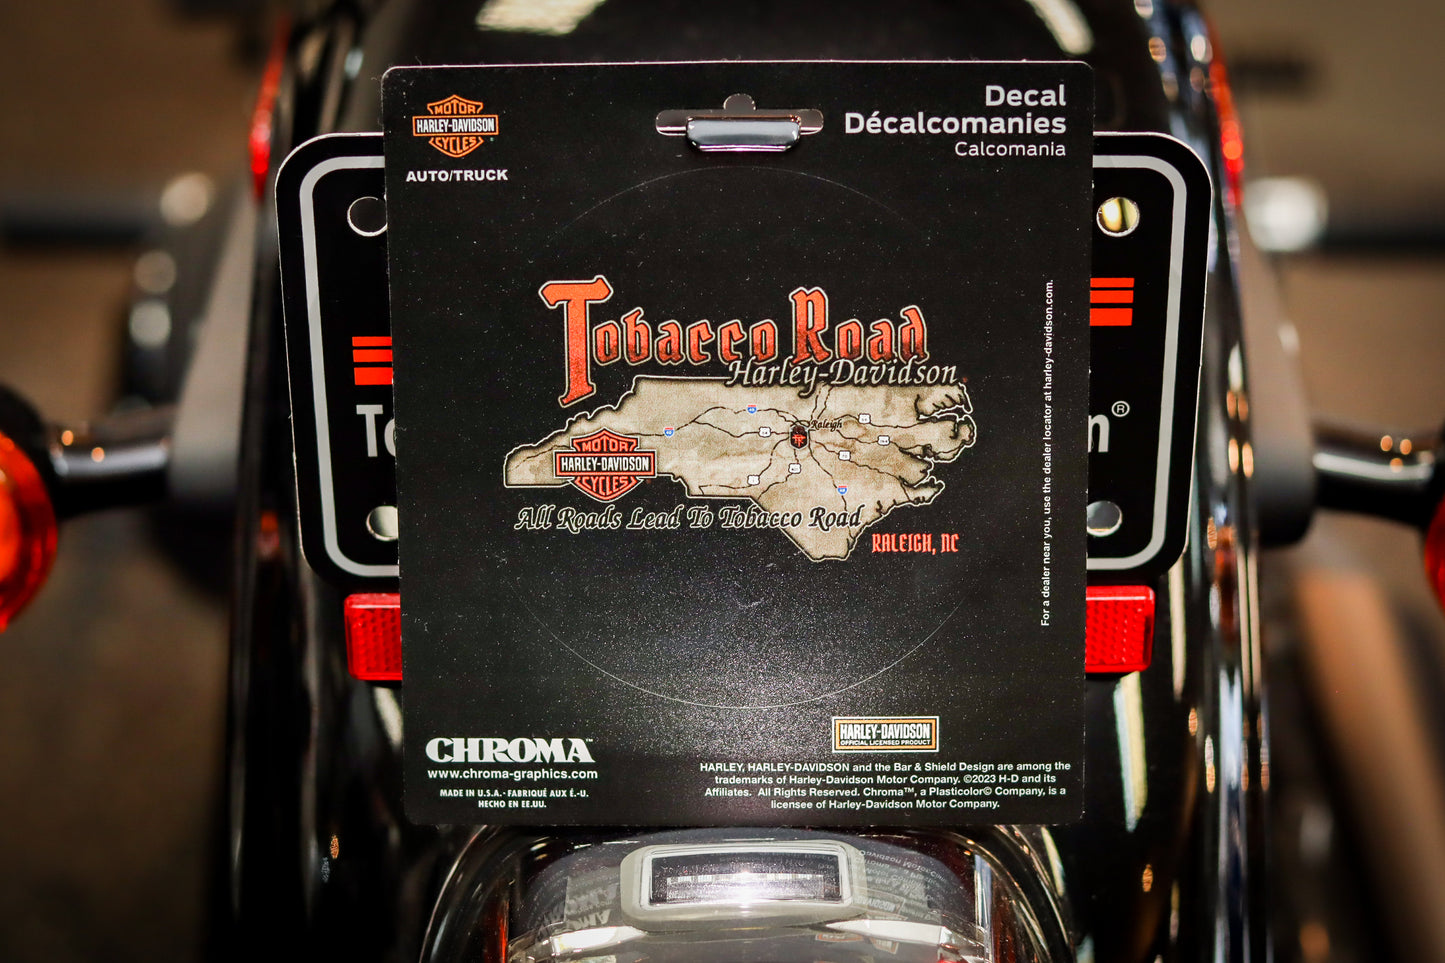 MOTOR
HARLEY-DAVIDSON
CYCLES
AUTO/TRUCK
Decal
Décalcomanies
Calcomania
Tobacco Road
Harley-Davidson
Raleigh
MOTOR
HARLEY-DAVIDSON
CYCLES
All Roads Lead To Tobacco Road
RALEIGH, NC
For a dealer near you, use the dealer locator at harley-davidson.com.
CHROMA™
www.chroma-graphics.com
MADE IN U.S.A. - FABRIQUÉ AUX É.-U.
HECHO EN EE.UU.
HARLEY-DAVIDSON
OFFICIAL LICENSED PRODUCT
HARLEY, HARLEY-DAVIDSON and the Bar & Shield Design are among the
trademarks of Harley-Davidson Motor Company. ©2023 H-D and its
Affiliates. All Rights Reserved. Chroma™, a Plasticolor© Company, is a
licensee of Harley-Davidson Motor Company.